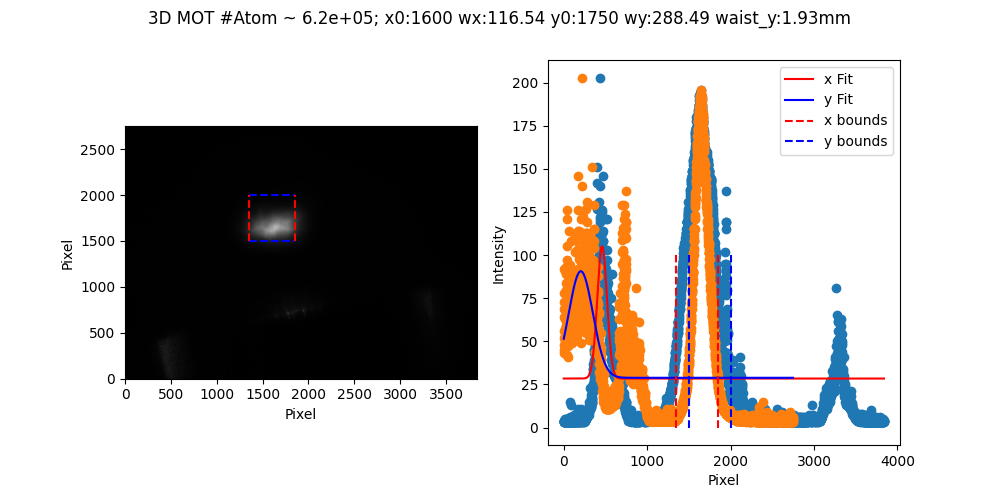 3D MOT #Atom ~ 6.2e+05; x0:1600 wx:116.54 y0:1750 wy:288.49 waist_y:1.93mm
2500
2000
1500
1000
500
0
Pixel
0 500 1000 1500 2000 2500 3000 3500
Pixel
200
175
150
125
100
75
50
25
0
Intensity
0 1000 2000 3000 4000
Pixel
x Fit
y Fit
x bounds
y bounds